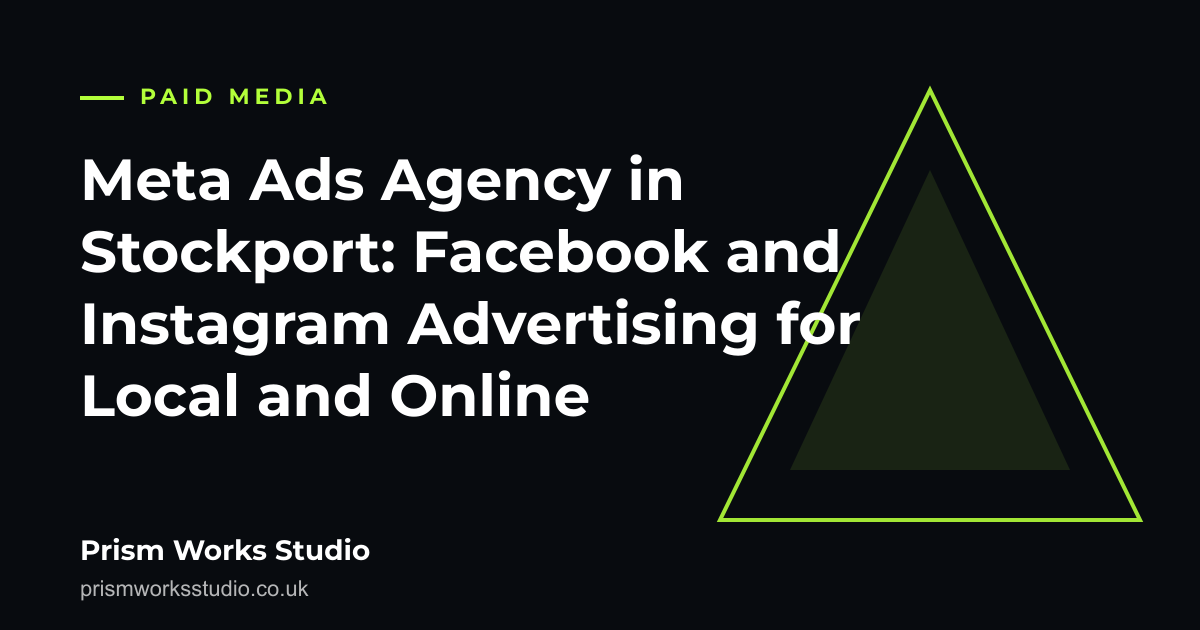 PAID MEDIA
Meta Ads Agency in
Stockport: Facebook and
Instagram Advertising for
Local and Online
Prism Works Studio
prismworksstudio.co.uk